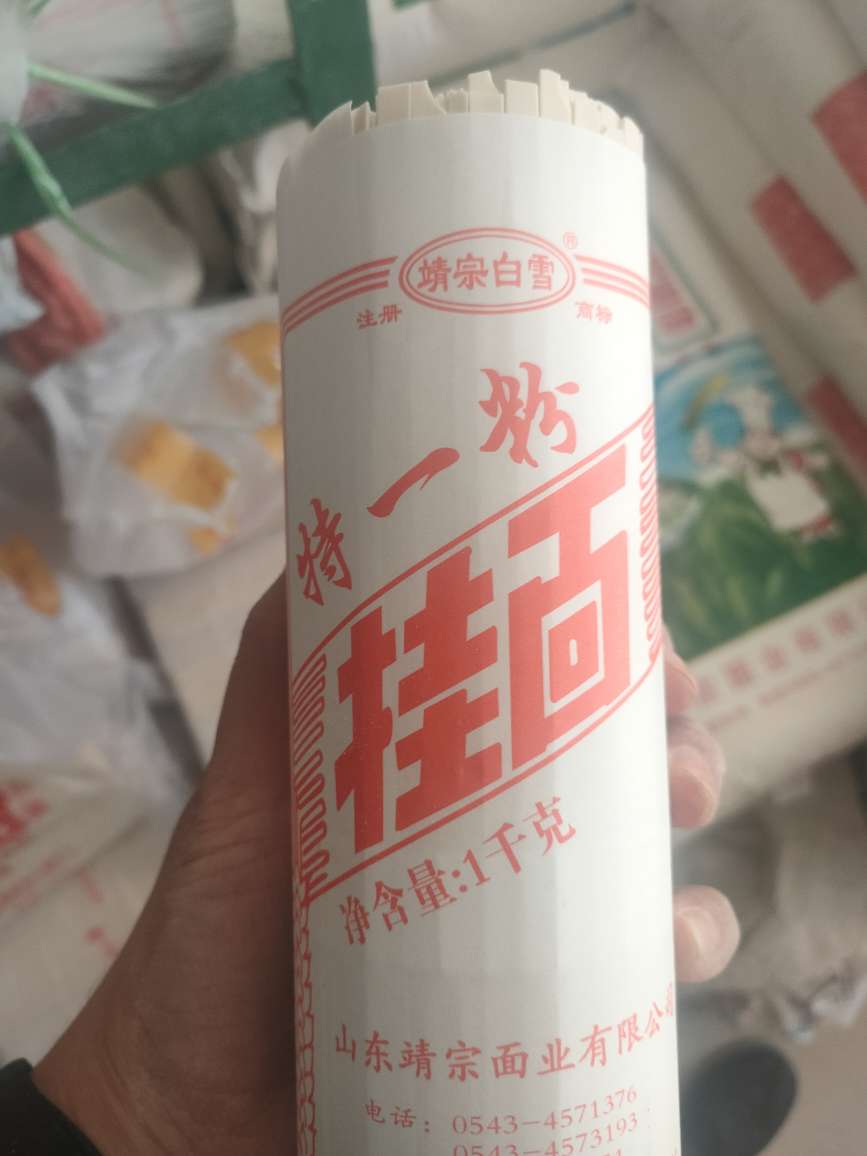 靖宗白雪®
注册 商标
特一粉
挂面
净含量:1千克
山东靖宗面业有限公
电话: 0543-4571376
0543-4573193